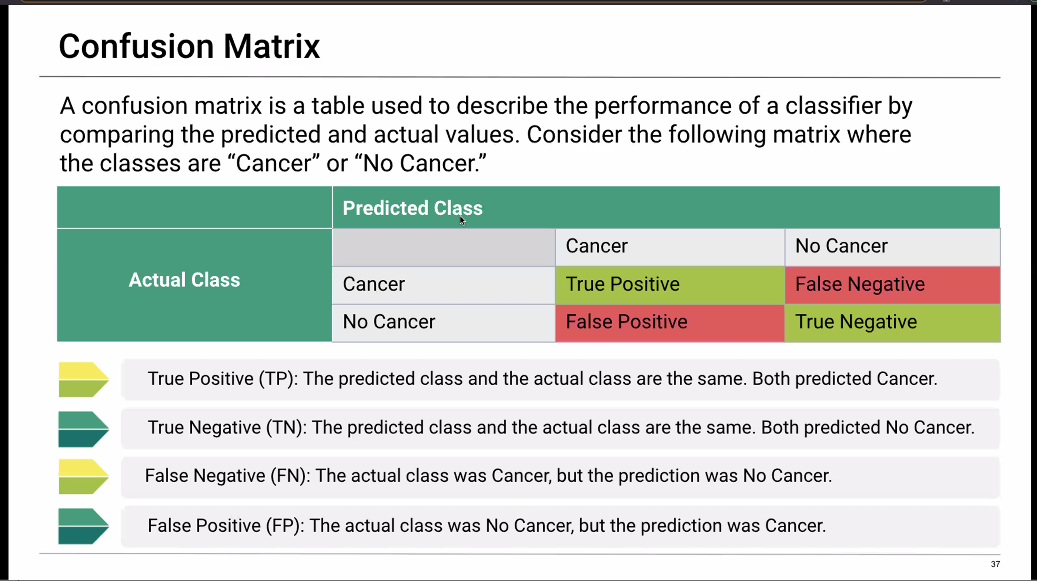 Confusion Matrix
A confusion matrix is a table used to describe the performance of a classifier by
comparing the predicted and actual values. Consider the following matrix where
the classes are “Cancer” or “No Cancer.”
Predicted Class
Actual Class
Cancer
No Cancer
Cancer
True Positive
False Negative
No Cancer
False Positive
True Negative
True Positive (TP): The predicted class and the actual class are the same. Both predicted Cancer.
True Negative (TN): The predicted class and the actual class are the same. Both predicted No Cancer.
False Negative (FN): The actual class was Cancer, but the prediction was No Cancer.
False Positive (FP): The actual class was No Cancer, but the prediction was Cancer.
37